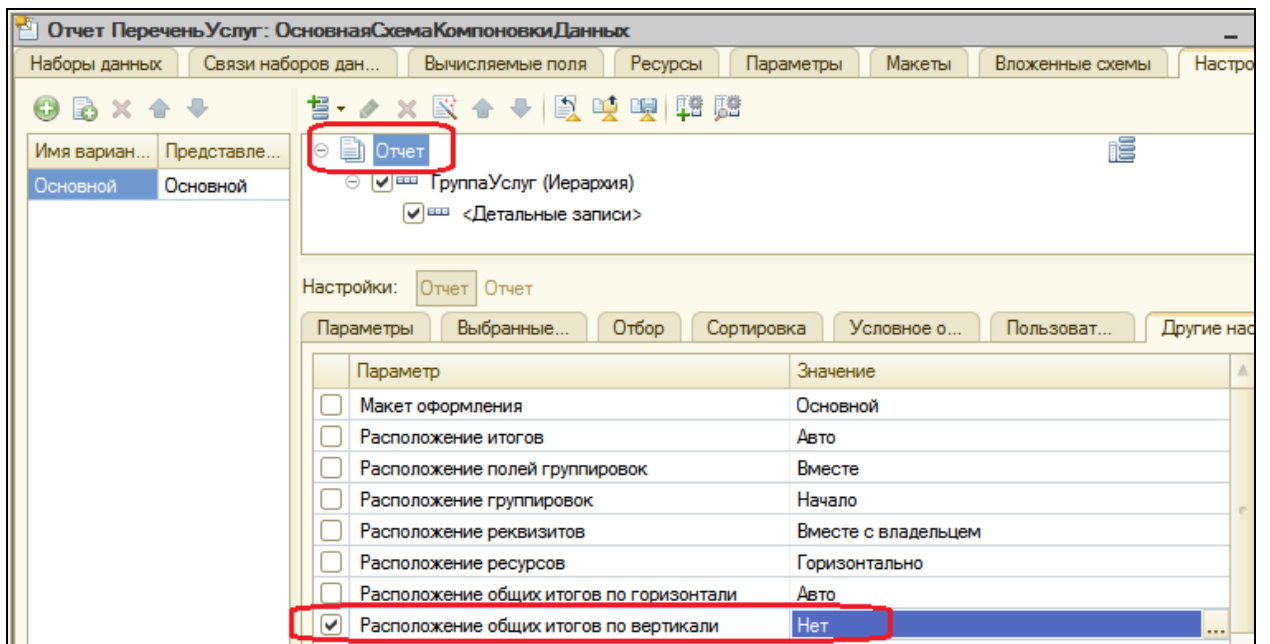 Отчет ПереченьУслуг: ОсновнаяСхемаКомпоновкиДанных
Наборы данных Связи наборов дан... Вычисляемые поля Ресурсы Параметры Макеты Вложенные схемы Настро
Имя вариан... Представле...
Основной Основной
Отчет
ГруппаУслуг (Иерархия)
<Детальные записи>
Настройки: Отчет Отчет
Параметры Выбранные... Отбор Сортировка Условное о... Пользоват... Другие нас
Параметр Значение
Макет оформления Основной
Расположение итогов Авто
Расположение полей группировок Вместе
Расположение группировок Начало
Расположение реквизитов Вместе с владельцем
Расположение ресурсов Горизонтально
Расположение общих итогов по горизонтали Авто
Расположение общих итогов по вертикали Нет ...